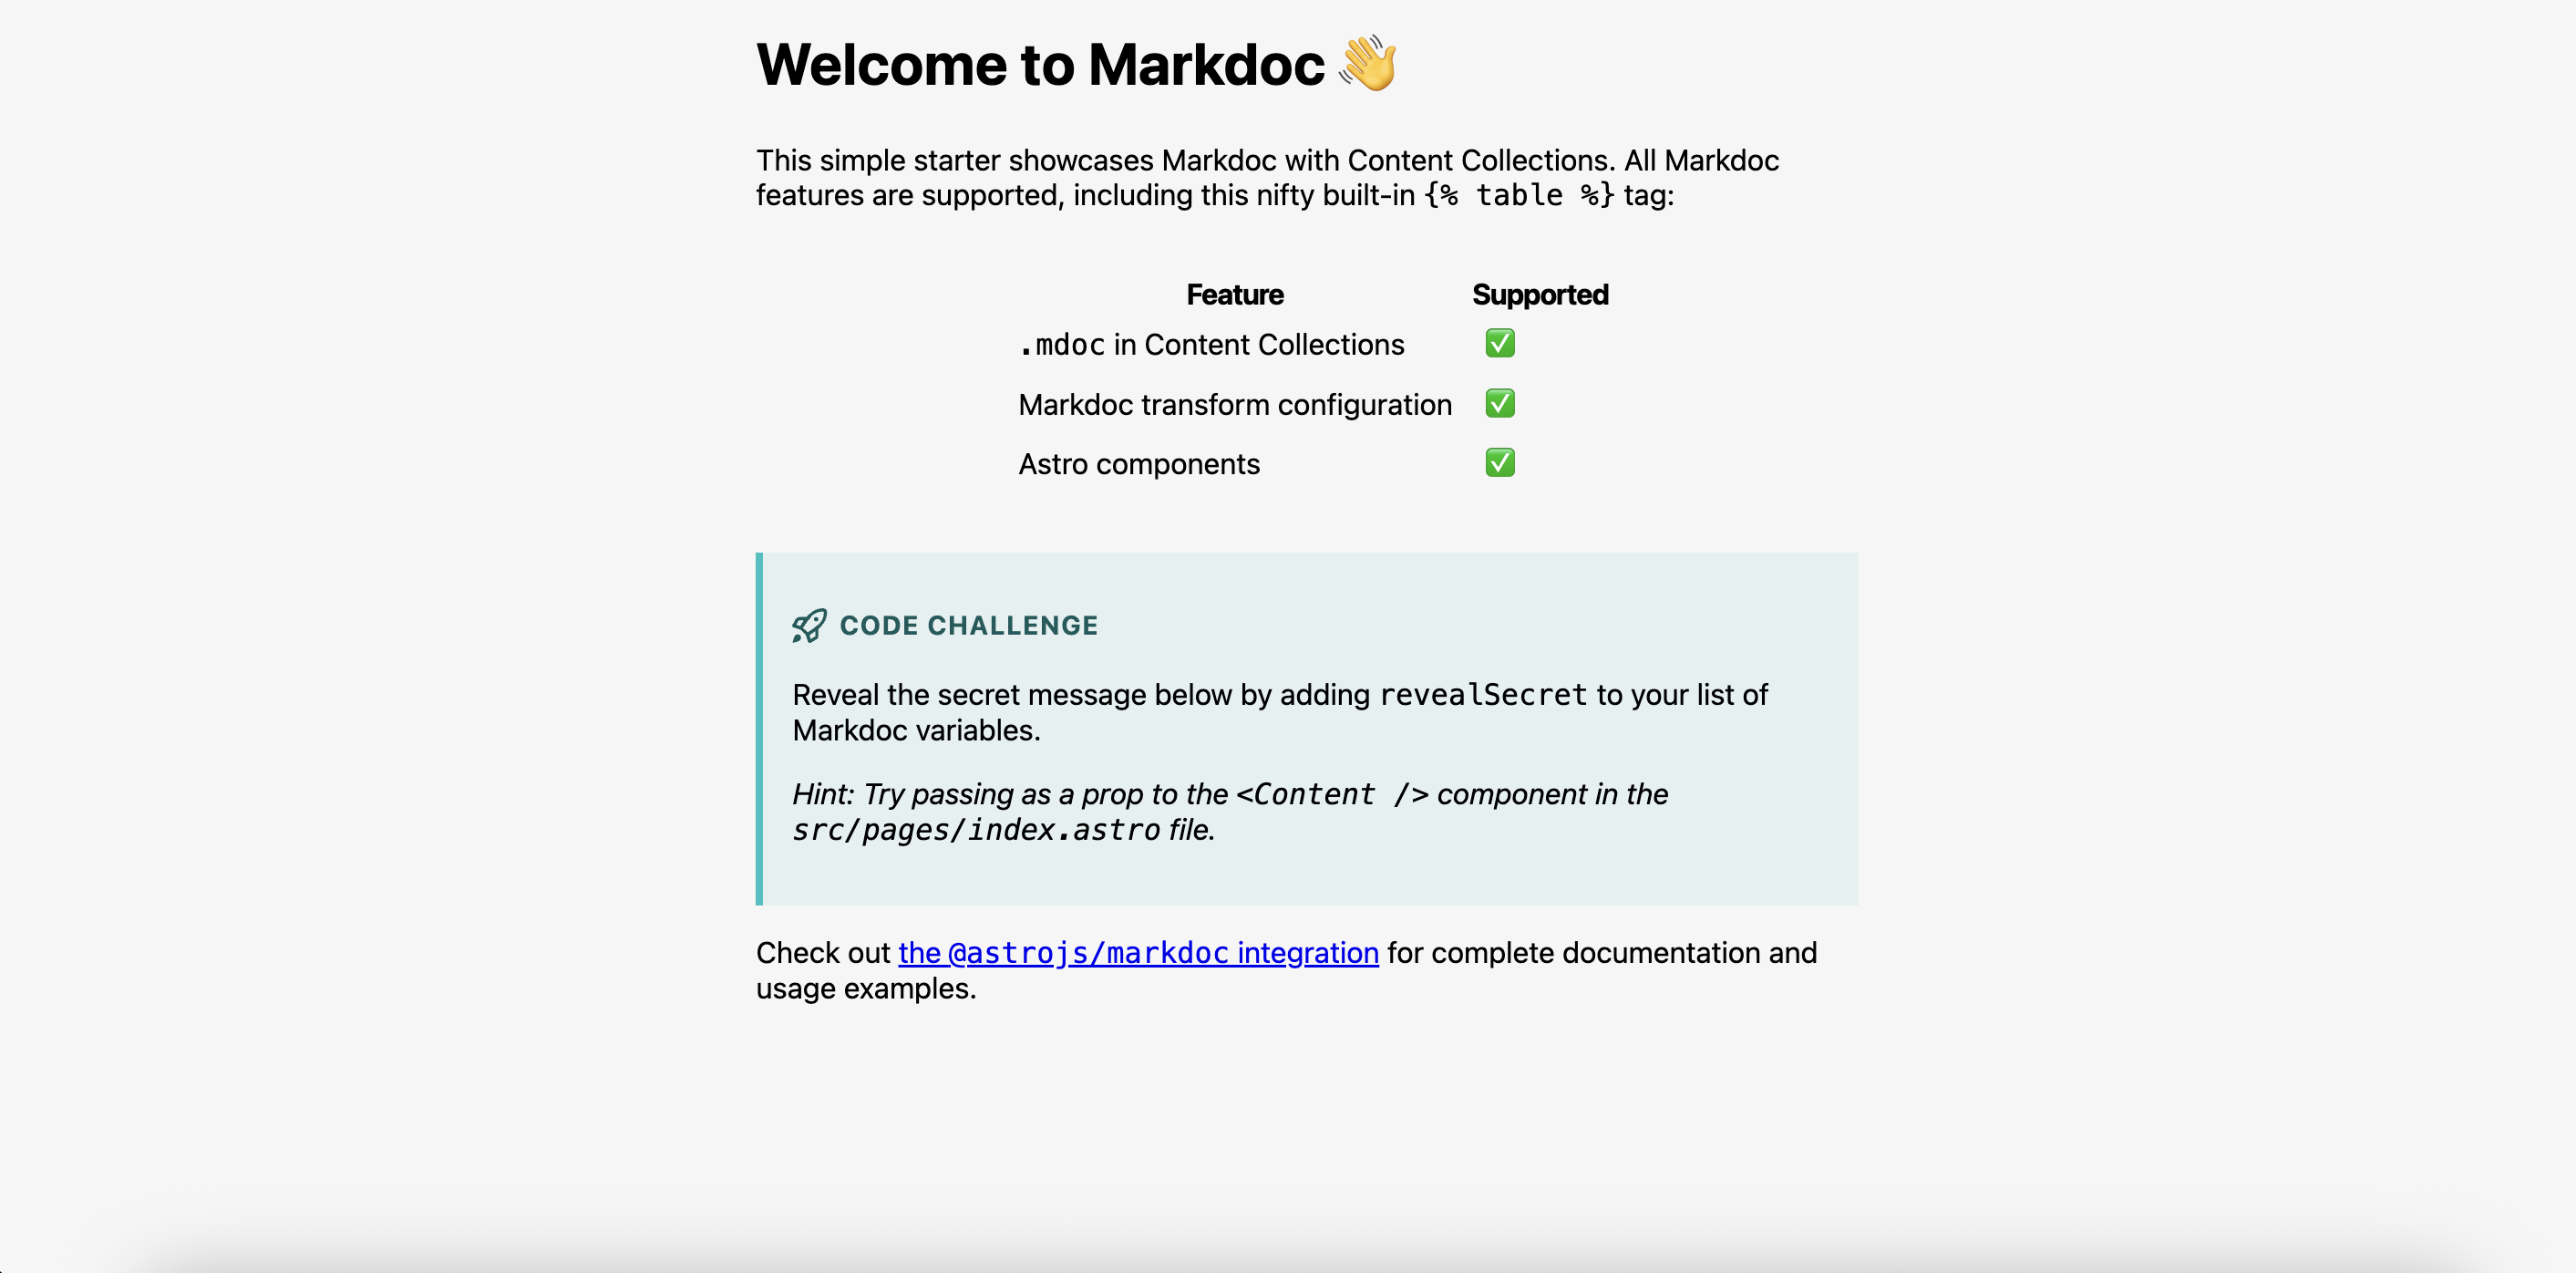 Welcome to Markdoc 👋
This simple starter showcases Markdoc with Content Collections. All Markdoc
features are supported, including this nifty built-in {% table %} tag:
Feature Supported
.mdoc in Content Collections ✅
Markdoc transform configuration ✅
Astro components ✅
CODE CHALLENGE
Reveal the secret message below by adding revealSecret to your list of
Markdoc variables.
Hint: Try passing as a prop to the <Content /> component in the
src/pages/index.astro file.
Check out the @astrojs/markdoc integration for complete documentation and
usage examples.